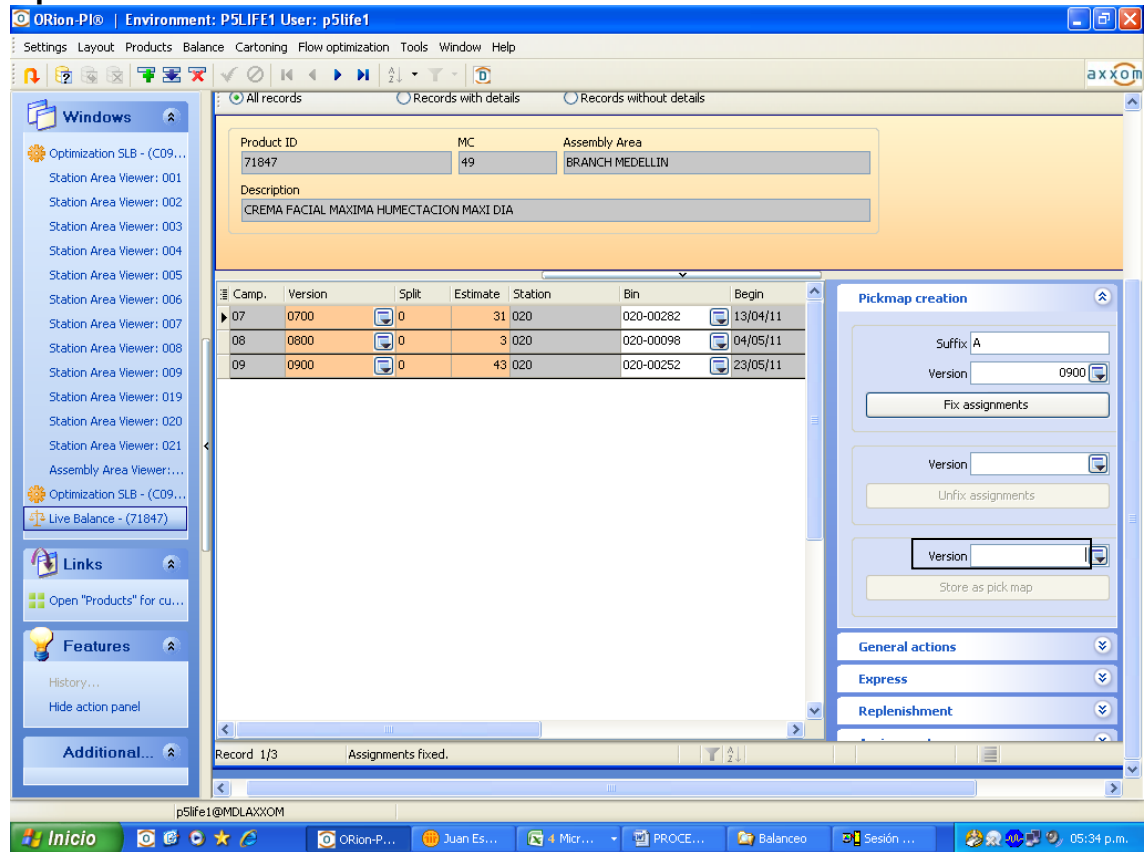 ORion-PI® | Environment: P5LIFE1 User: p5life1
Settings Layout Products Balance Cartoning Flow optimization Tools Window Help
axxom
Windows
Optimization SLB - (C09...
Station Area Viewer: 001
Station Area Viewer: 002
Station Area Viewer: 003
Station Area Viewer: 004
Station Area Viewer: 005
Station Area Viewer: 006
Station Area Viewer: 007
Station Area Viewer: 008
Station Area Viewer: 009
Station Area Viewer: 019
Station Area Viewer: 020
Station Area Viewer: 021
Assembly Area Viewer:...
Optimization SLB - (C09...
Live Balance - (71847)
Links
Open "Products" for cu...
Features
History...
Hide action panel
Additional...
All records Records with details Records without details
Product ID MC Assembly Area
71847 49 BRANCH MEDELLIN
Description
CREMA FACIAL MAXIMA HUMECTACION MAXI DIA
Camp. Version Split Estimate Station Bin Begin
07 0700 0 31 020 020-00282 13/04/11
08 0800 0 3 020 020-00098 04/05/11
09 0900 0 43 020 020-00252 23/05/11
Pickmap creation
Suffix A
Version 0900
Fix assignments
Version
Unfix assignments
Version
Store as pick map
General actions
Express
Replenishment
Record 1/3 Assignments fixed.
p5life1@MDLAXXOM
Inicio ORion-P... Juan Es... 4 Micr... PROCE... Balanceo Sesión ... 05:34 p.m.